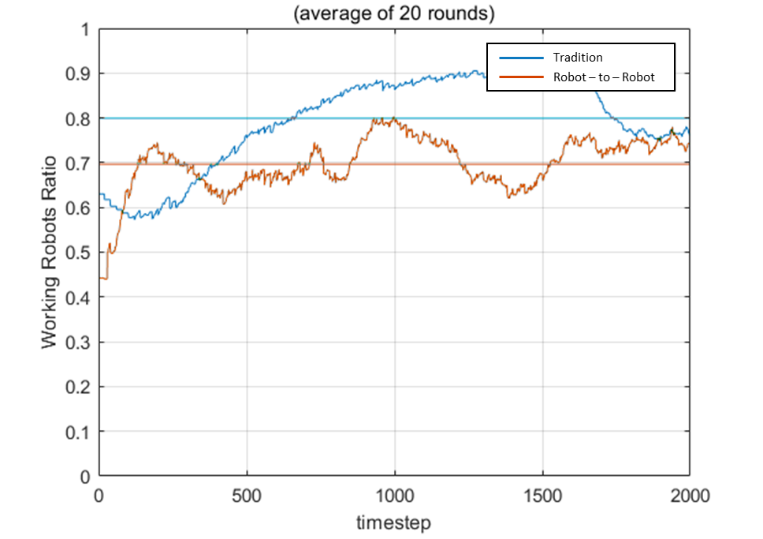 (average of 20 rounds)
Tradition
Robot – to – Robot
1
0.9
0.8
0.7
0.6
0.5
0.4
0.3
0.2
0.1
0
Working Robots Ratio
0 500 1000 1500 2000
timestep